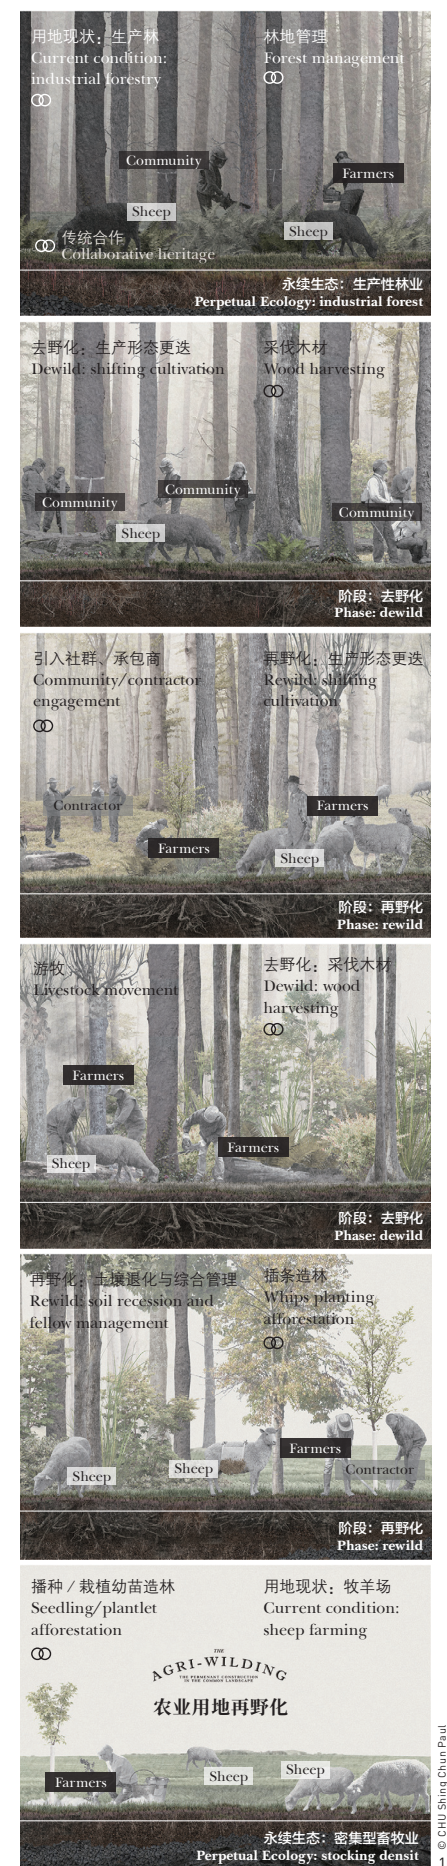 用地现状：生产林
Current condition:
industrial forestry
林地管理
Forest management
Community
Farmers
Sheep
Sheep
传统合作
Collaborative heritage
永续生态：生产性林业
Perpetual Ecology: industrial forest
去野化：生产形态更迭
Dewild: shifting cultivation
采伐木材
Wood harvesting
Community
Community
Community
Sheep
阶段：去野化
Phase: dewild
引入社群、承包商
Community/contractor
engagement
再野化：生产形态更迭
Rewild: shifting
cultivation
Contractor
Farmers
Farmers
Sheep
阶段：再野化
Phase: rewild
游牧
Livestock movement
去野化：采伐木材
Dewild: wood
harvesting
Farmers
Farmers
Sheep
阶段：去野化
Phase: dewild
再野化：土壤退化与综合管理
Rewild: soil recession and
fellow management
插条造林
Whips planting
afforestation
Farmers
Sheep
Sheep
Contractor
阶段：再野化
Phase: rewild
播种 / 栽植幼苗造林
Seedling/plantlet
afforestation
用地现状：牧羊场
Current condition:
sheep farming
THE
AGRI-WILDING
THE PERMANENT CONSTRUCTION
IN THE COMMON LANDSCAPE
农业用地再野化
Sheep
Sheep
Farmers
永续生态：密集型畜牧业
Perpetual Ecology: stocking densit
© CHU Shing Chun Paul
1